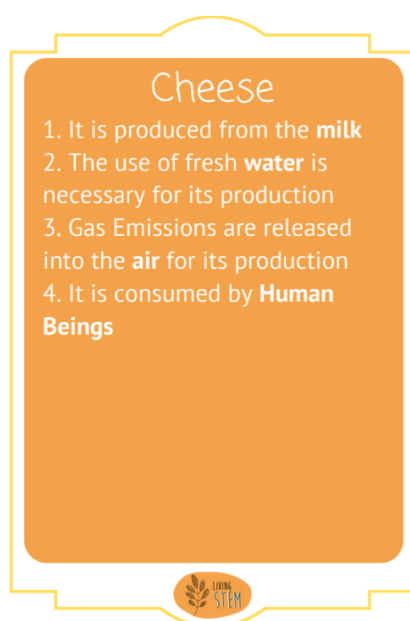 Cheese
1. It is produced from the milk
2. The use of fresh water is
necessary for its production
3. Gas Emissions are released
into the air for its production
4. It is consumed by Human
Beings
LIVING
STEM